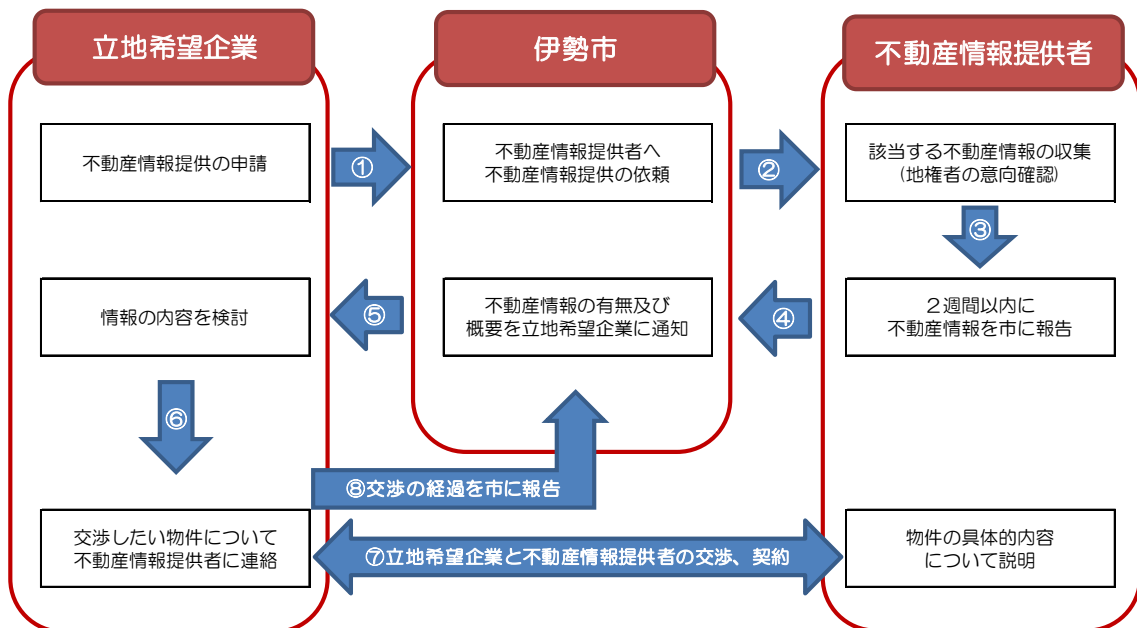 立地希望企業
伊勢市
不動産情報提供者
不動産情報提供の申請
①
不動産情報提供者へ
不動産情報提供の依頼
②
該当する不動産情報の収集
(地権者の意向確認)
③
情報の内容を検討
⑤
不動産情報の有無及び
概要を立地希望企業に通知
④
２週間以内に
不動産情報を市に報告
⑥
⑧交渉の経過を市に報告
交渉したい物件について
不動産情報提供者に連絡
⑦立地希望企業と不動産情報提供者の交渉、契約
物件の具体的内容
について説明